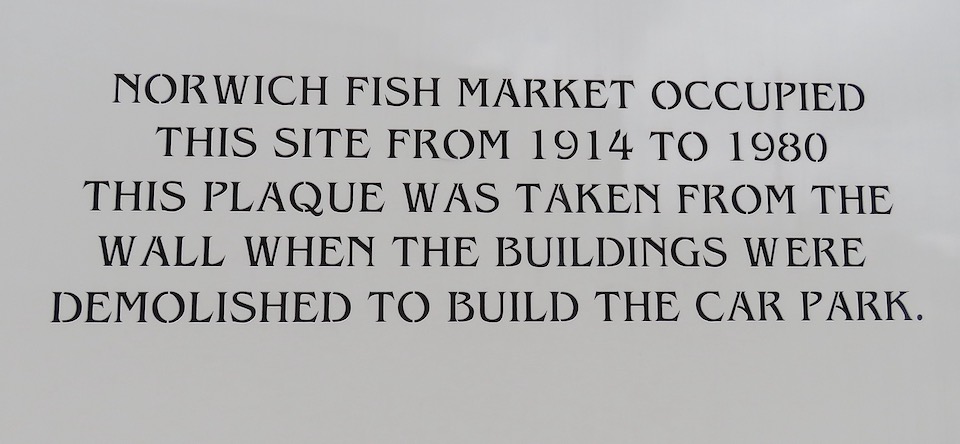 NORWICH FISH MARKET OCCUPIED
THIS SITE FROM 1914 TO 1980
THIS PLAQUE WAS TAKEN FROM THE
WALL WHEN THE BUILDINGS WERE
DEMOLISHED TO BUILD THE CAR PARK.